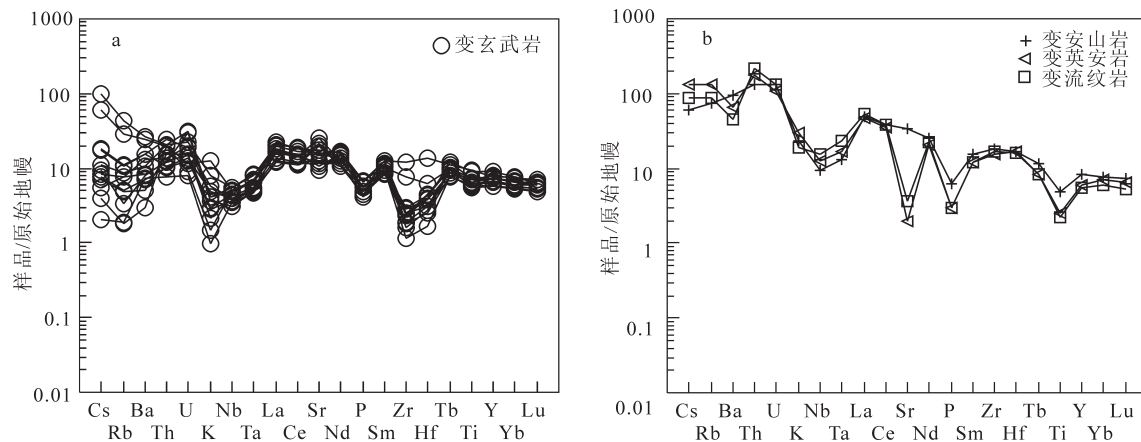 a
变玄武岩
样品/原始地幔
1000
100
10
1
0.1
0.01
Cs Ba U Nb La Sr P Zr Tb Y Lu
Rb Th K Ta Ce Nd Sm Hf Ti Yb
b
变安山岩
变英安岩
变流纹岩
样品/原始地幔
1000
100
10
1
0.1
0.01
Cs Ba U Nb La Sr P Zr Tb Y Lu
Rb Th K Ta Ce Nd Sm Hf Ti Yb